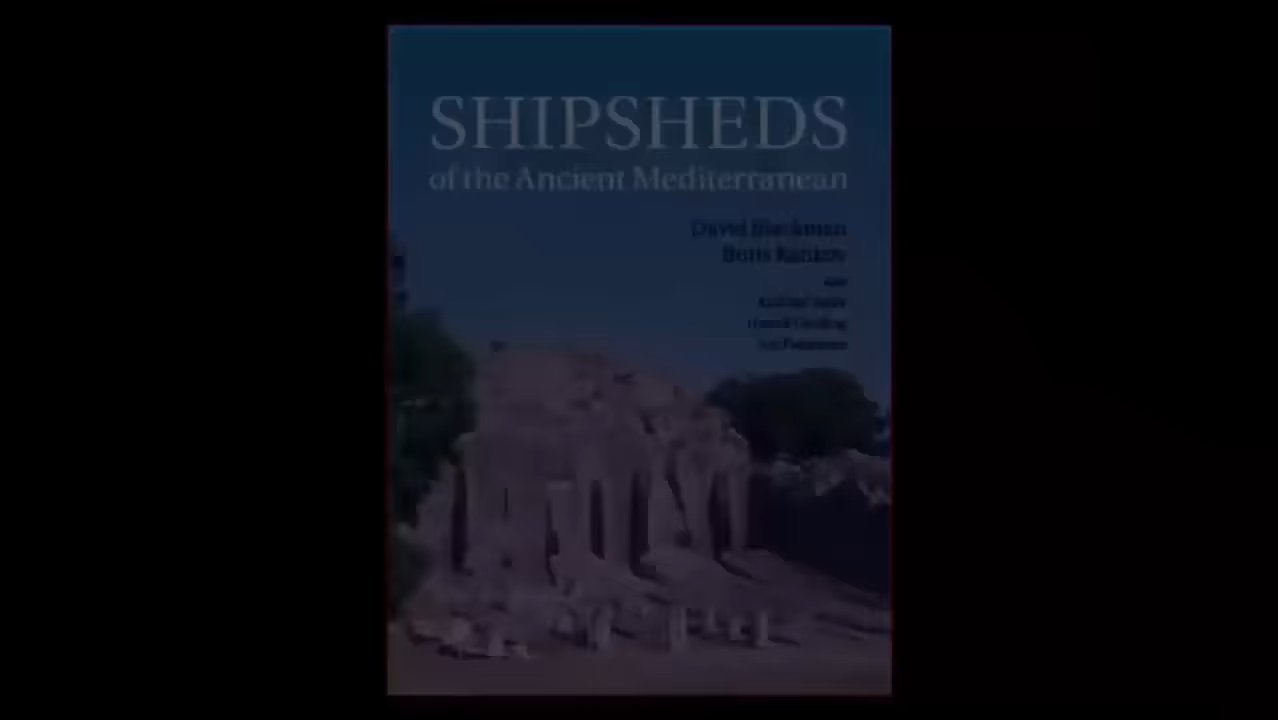 SHIPSHEDS
of the Ancient Mediterranean
David Blackman
Boris Rankov